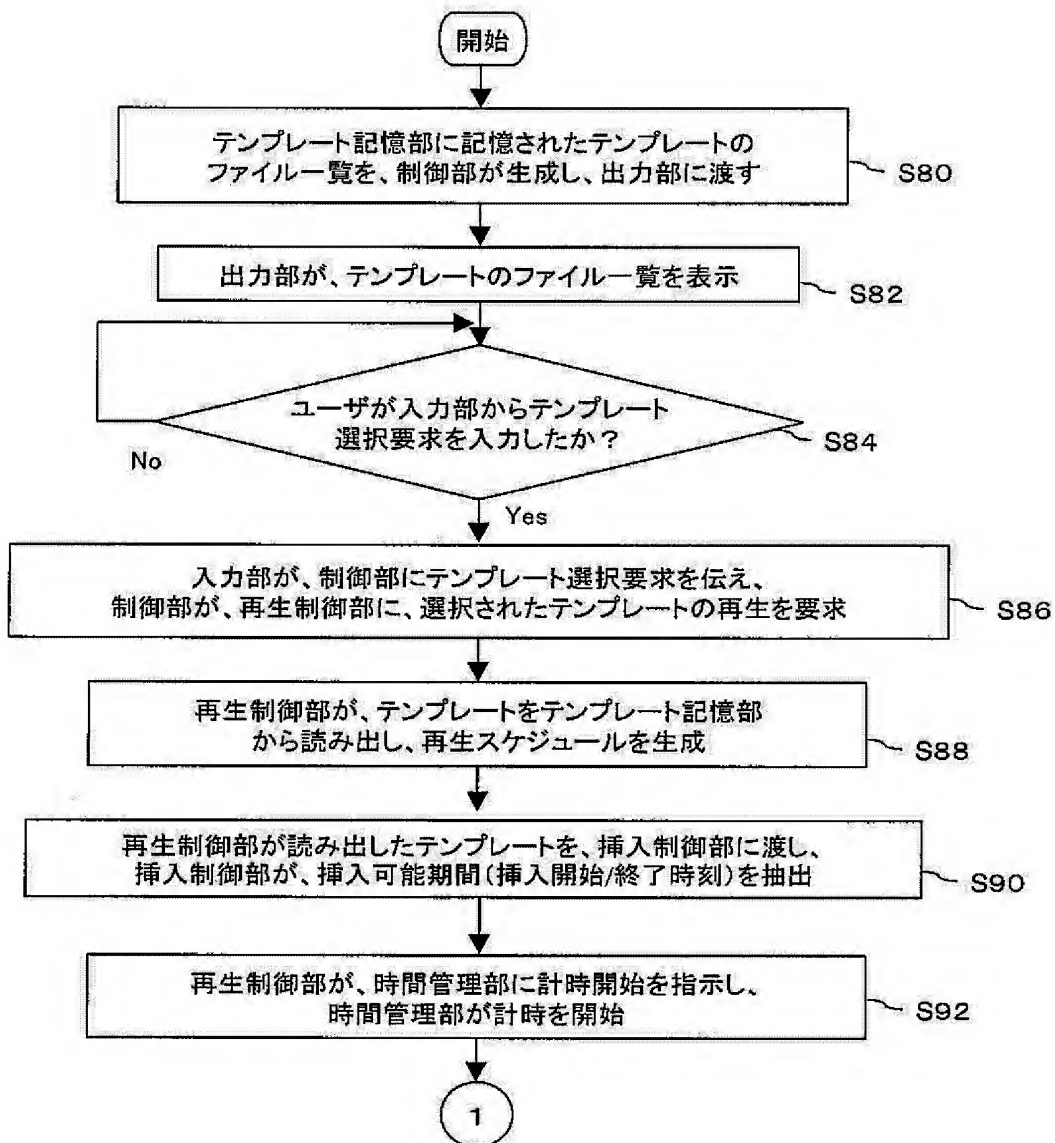 開始
テンプレート記憶部に記憶されたテンプレートの
ファイル一覧を、制御部が生成し、出力部に渡す
S80
出力部が、テンプレートのファイル一覧を表示
S82
ユーザが入力部からテンプレート
選択要求を入力したか？
S84
No
Yes
入力部が、制御部にテンプレート選択要求を伝え、
制御部が、再生制御部に、選択されたテンプレートの再生を要求
S86
再生制御部が、テンプレートをテンプレート記憶部
から読み出し、再生スケジュールを生成
S88
再生制御部が読み出したテンプレートを、挿入制御部に渡し、
挿入制御部が、挿入可能期間(挿入開始/終了時刻)を抽出
S90
再生制御部が、時間管理部に計時開始を指示し、
時間管理部が計時を開始
S92
1